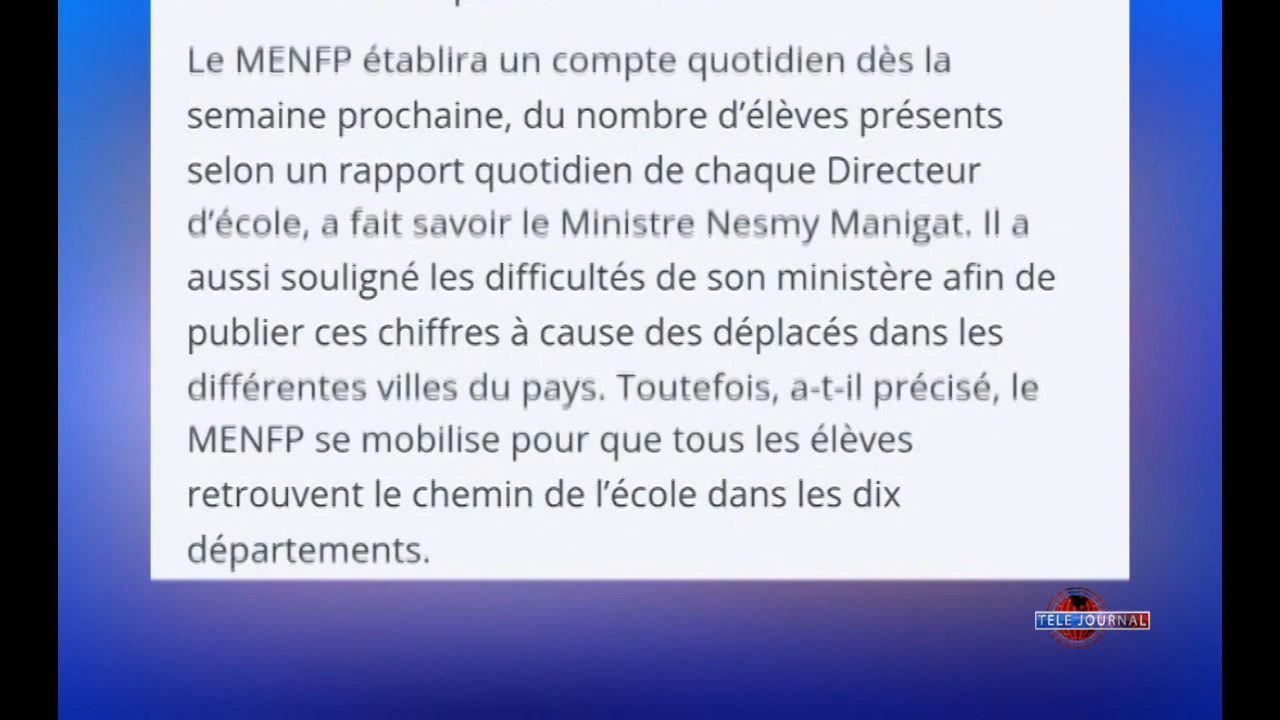 Le MENFP établira un compte quotidien dès la
semaine prochaine, du nombre d’élèves présents
selon un rapport quotidien de chaque Directeur
d’école, a fait savoir le Ministre Nesmy Manigat. Il a
aussi souligné les difficultés de son ministère afin de
publier ces chiffres à cause des déplacés dans les
différentes villes du pays. Toutefois, a-t-il précisé, le
MENFP se mobilise pour que tous les élèves
retrouvent le chemin de l’école dans les dix
départements.
TELE JOURNAL